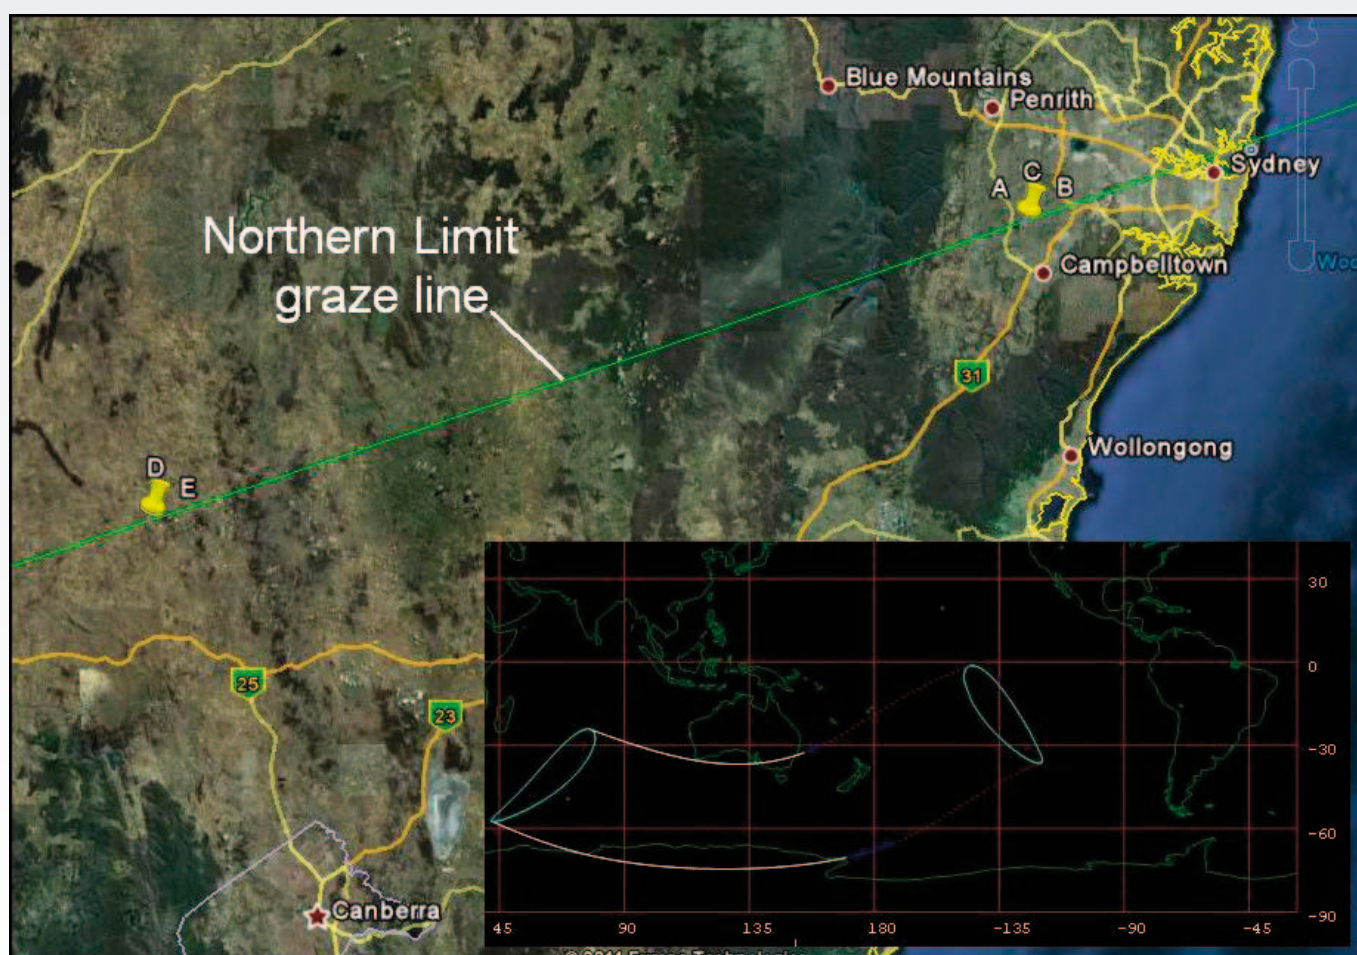 Blue Mountains
Penrith
Sydney
A
C
B
Northern Limit
graze line
Campbelltown
31
D
E
Wollongong
25
23
Canberra
30
0
-30
-60
-90
45
90
135
180
-135
-90
-45